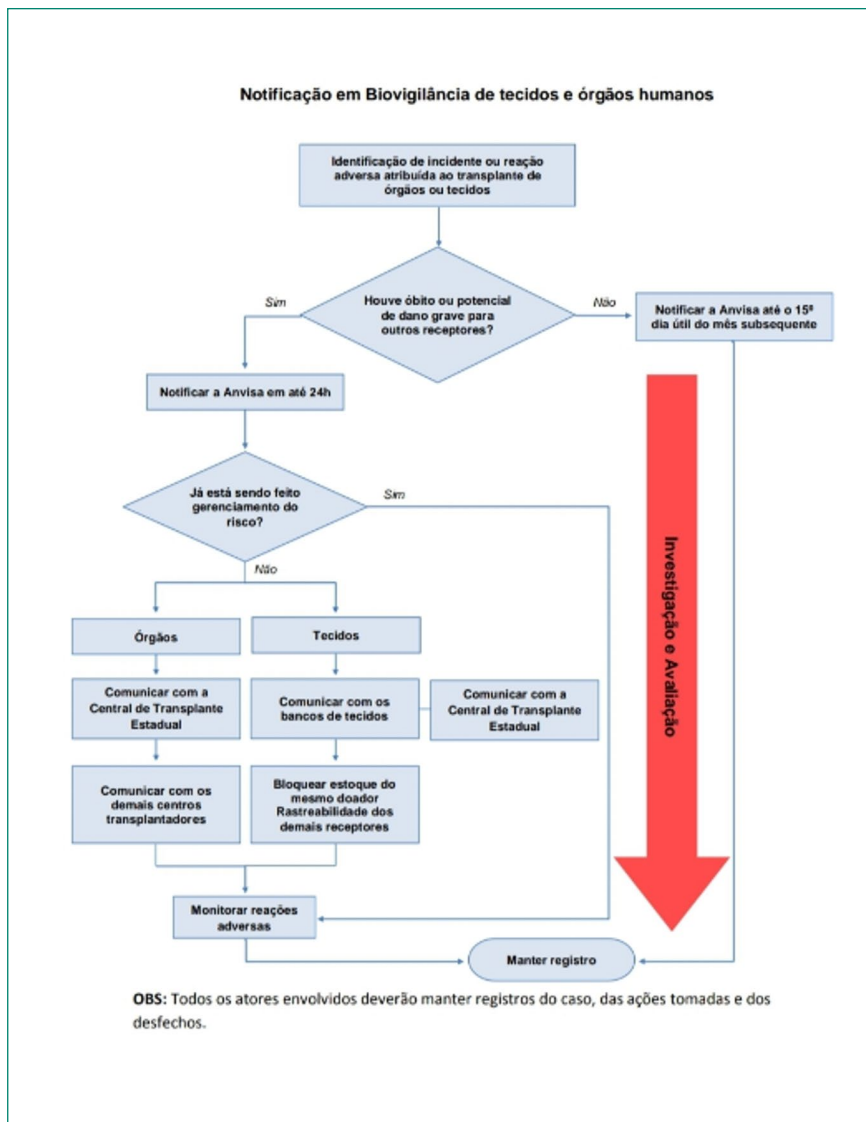 Notificação em Biovigilância de tecidos e órgãos humanos
Identificação de incidente ou reação
adversa atribuída ao transplante de
órgãos ou tecidos
Sim
Houve óbito ou potencial
de dano grave para
outros receptores?
Não
Notificar a Anvisa até o 15º
dia útil do mês subsequente
Notificar a Anvisa em até 24h
Já está sendo feito
gerenciamento do
risco?
Sim
Não
Investigação e Avaliação
Órgãos
Tecidos
Comunicar com a
Central de Transplante
Estadual
Comunicar com os
bancos de tecidos
Comunicar com a
Central de Transplante
Estadual
Comunicar com os
demais centros
transplantadores
Bloquear estoque do
mesmo doador
Rastreabilidade dos
demais receptores
Monitorar reações
adversas
Manter registro
OBS: Todos os atores envolvidos deverão manter registros do caso, das ações tomadas e dos
desfechos.